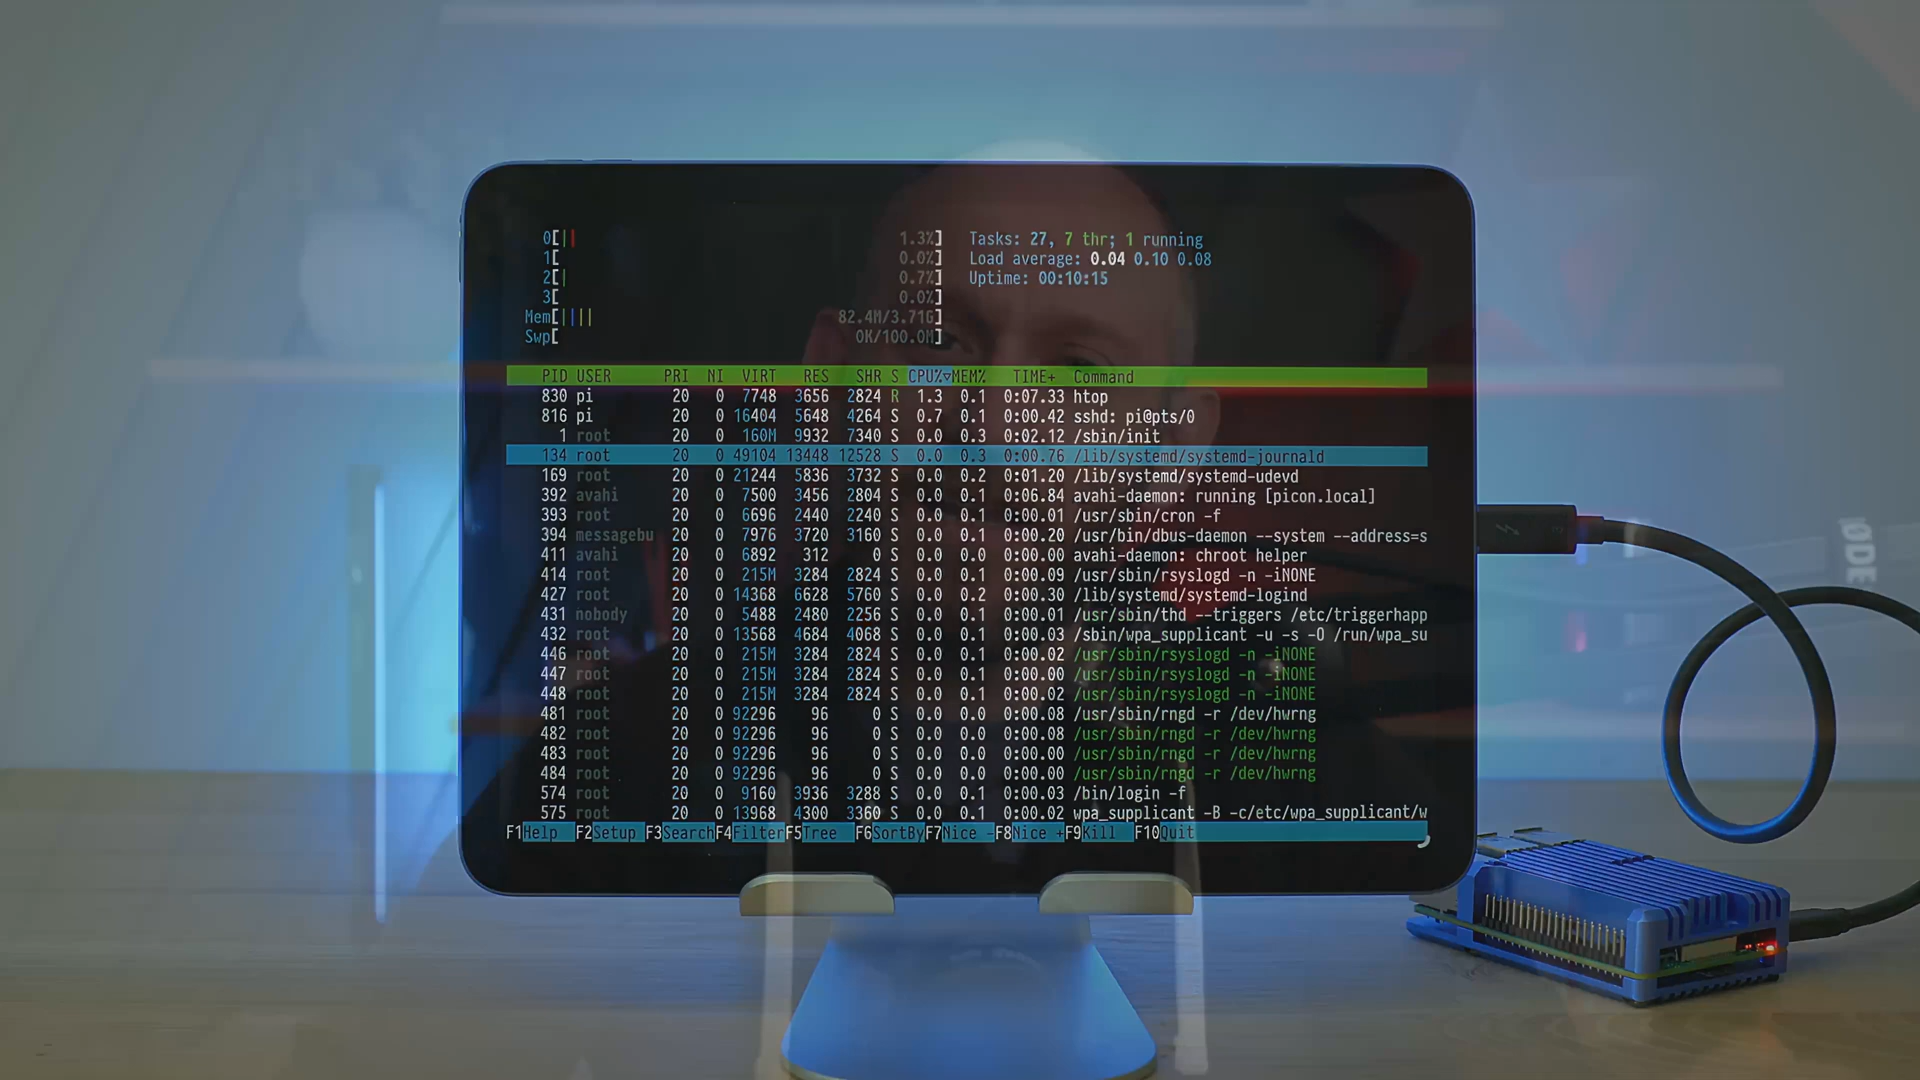 0[|| 1.3%] Tasks: 27, 7 thr; 1 running
1[ 0.0%] Load average: 0.04 0.10 0.08
2[| 0.7%] Uptime: 00:10:15
3[ 0.0%]
Mem[|||| 82.4M/3.71G]
Swp[ 0K/100.0M]
PID USER PRI NI VIRT RES SHR S CPU%▽MEM% TIME+ Command
830 pi 20 0 7748 3656 2824 R 1.3 0.1 0:07.33 htop
816 pi 20 0 16404 5648 4264 S 0.7 0.1 0:00.42 sshd: pi@pts/0
1 root 20 0 160M 9932 7340 S 0.0 0.3 0:02.12 /sbin/init
134 root 20 0 49104 13448 12528 S 0.0 0.3 0:00.76 /lib/systemd/systemd-journald
169 root 20 0 21244 5836 3732 S 0.0 0.2 0:01.20 /lib/systemd/systemd-udevd
392 avahi 20 0 7500 3456 2804 S 0.0 0.1 0:06.84 avahi-daemon: running [picon.local]
393 root 20 0 6696 2440 2240 S 0.0 0.1 0:00.01 /usr/sbin/cron -f
394 messagebu 20 0 7976 3720 3160 S 0.0 0.1 0:00.20 /usr/bin/dbus-daemon --system --address=s
411 avahi 20 0 6892 312 0 S 0.0 0.0 0:00.00 avahi-daemon: chroot helper
414 root 20 0 215M 3284 2824 S 0.0 0.1 0:00.09 /usr/sbin/rsyslogd -n -iNONE
427 root 20 0 14368 6628 5760 S 0.0 0.2 0:00.30 /lib/systemd/systemd-logind
431 nobody 20 0 5488 2480 2256 S 0.0 0.1 0:00.01 /usr/sbin/thd --triggers /etc/triggerhapp
432 root 20 0 13568 4684 4068 S 0.0 0.1 0:00.03 /sbin/wpa_supplicant -u -s -O /run/wpa_su
446 root 20 0 215M 3284 2824 S 0.0 0.1 0:00.02 /usr/sbin/rsyslogd -n -iNONE
447 root 20 0 215M 3284 2824 S 0.0 0.1 0:00.00 /usr/sbin/rsyslogd -n -iNONE
448 root 20 0 215M 3284 2824 S 0.0 0.1 0:00.02 /usr/sbin/rsyslogd -n -iNONE
481 root 20 0 92296 96 0 S 0.0 0.0 0:00.08 /usr/sbin/rngd -r /dev/hwrng
482 root 20 0 92296 96 0 S 0.0 0.0 0:00.08 /usr/sbin/rngd -r /dev/hwrng
483 root 20 0 92296 96 0 S 0.0 0.0 0:00.00 /usr/sbin/rngd -r /dev/hwrng
484 root 20 0 92296 96 0 S 0.0 0.0 0:00.00 /usr/sbin/rngd -r /dev/hwrng
574 root 20 0 9160 3936 3288 S 0.0 0.1 0:00.03 /bin/login -f
575 root 20 0 13968 4300 3360 S 0.0 0.1 0:00.02 wpa_supplicant -B -c/etc/wpa_supplicant/w
F1Help F2Setup F3SearchF4FilterF5Tree F6SortByF7Nice -F8Nice +F9Kill F10Quit
3
RØDE